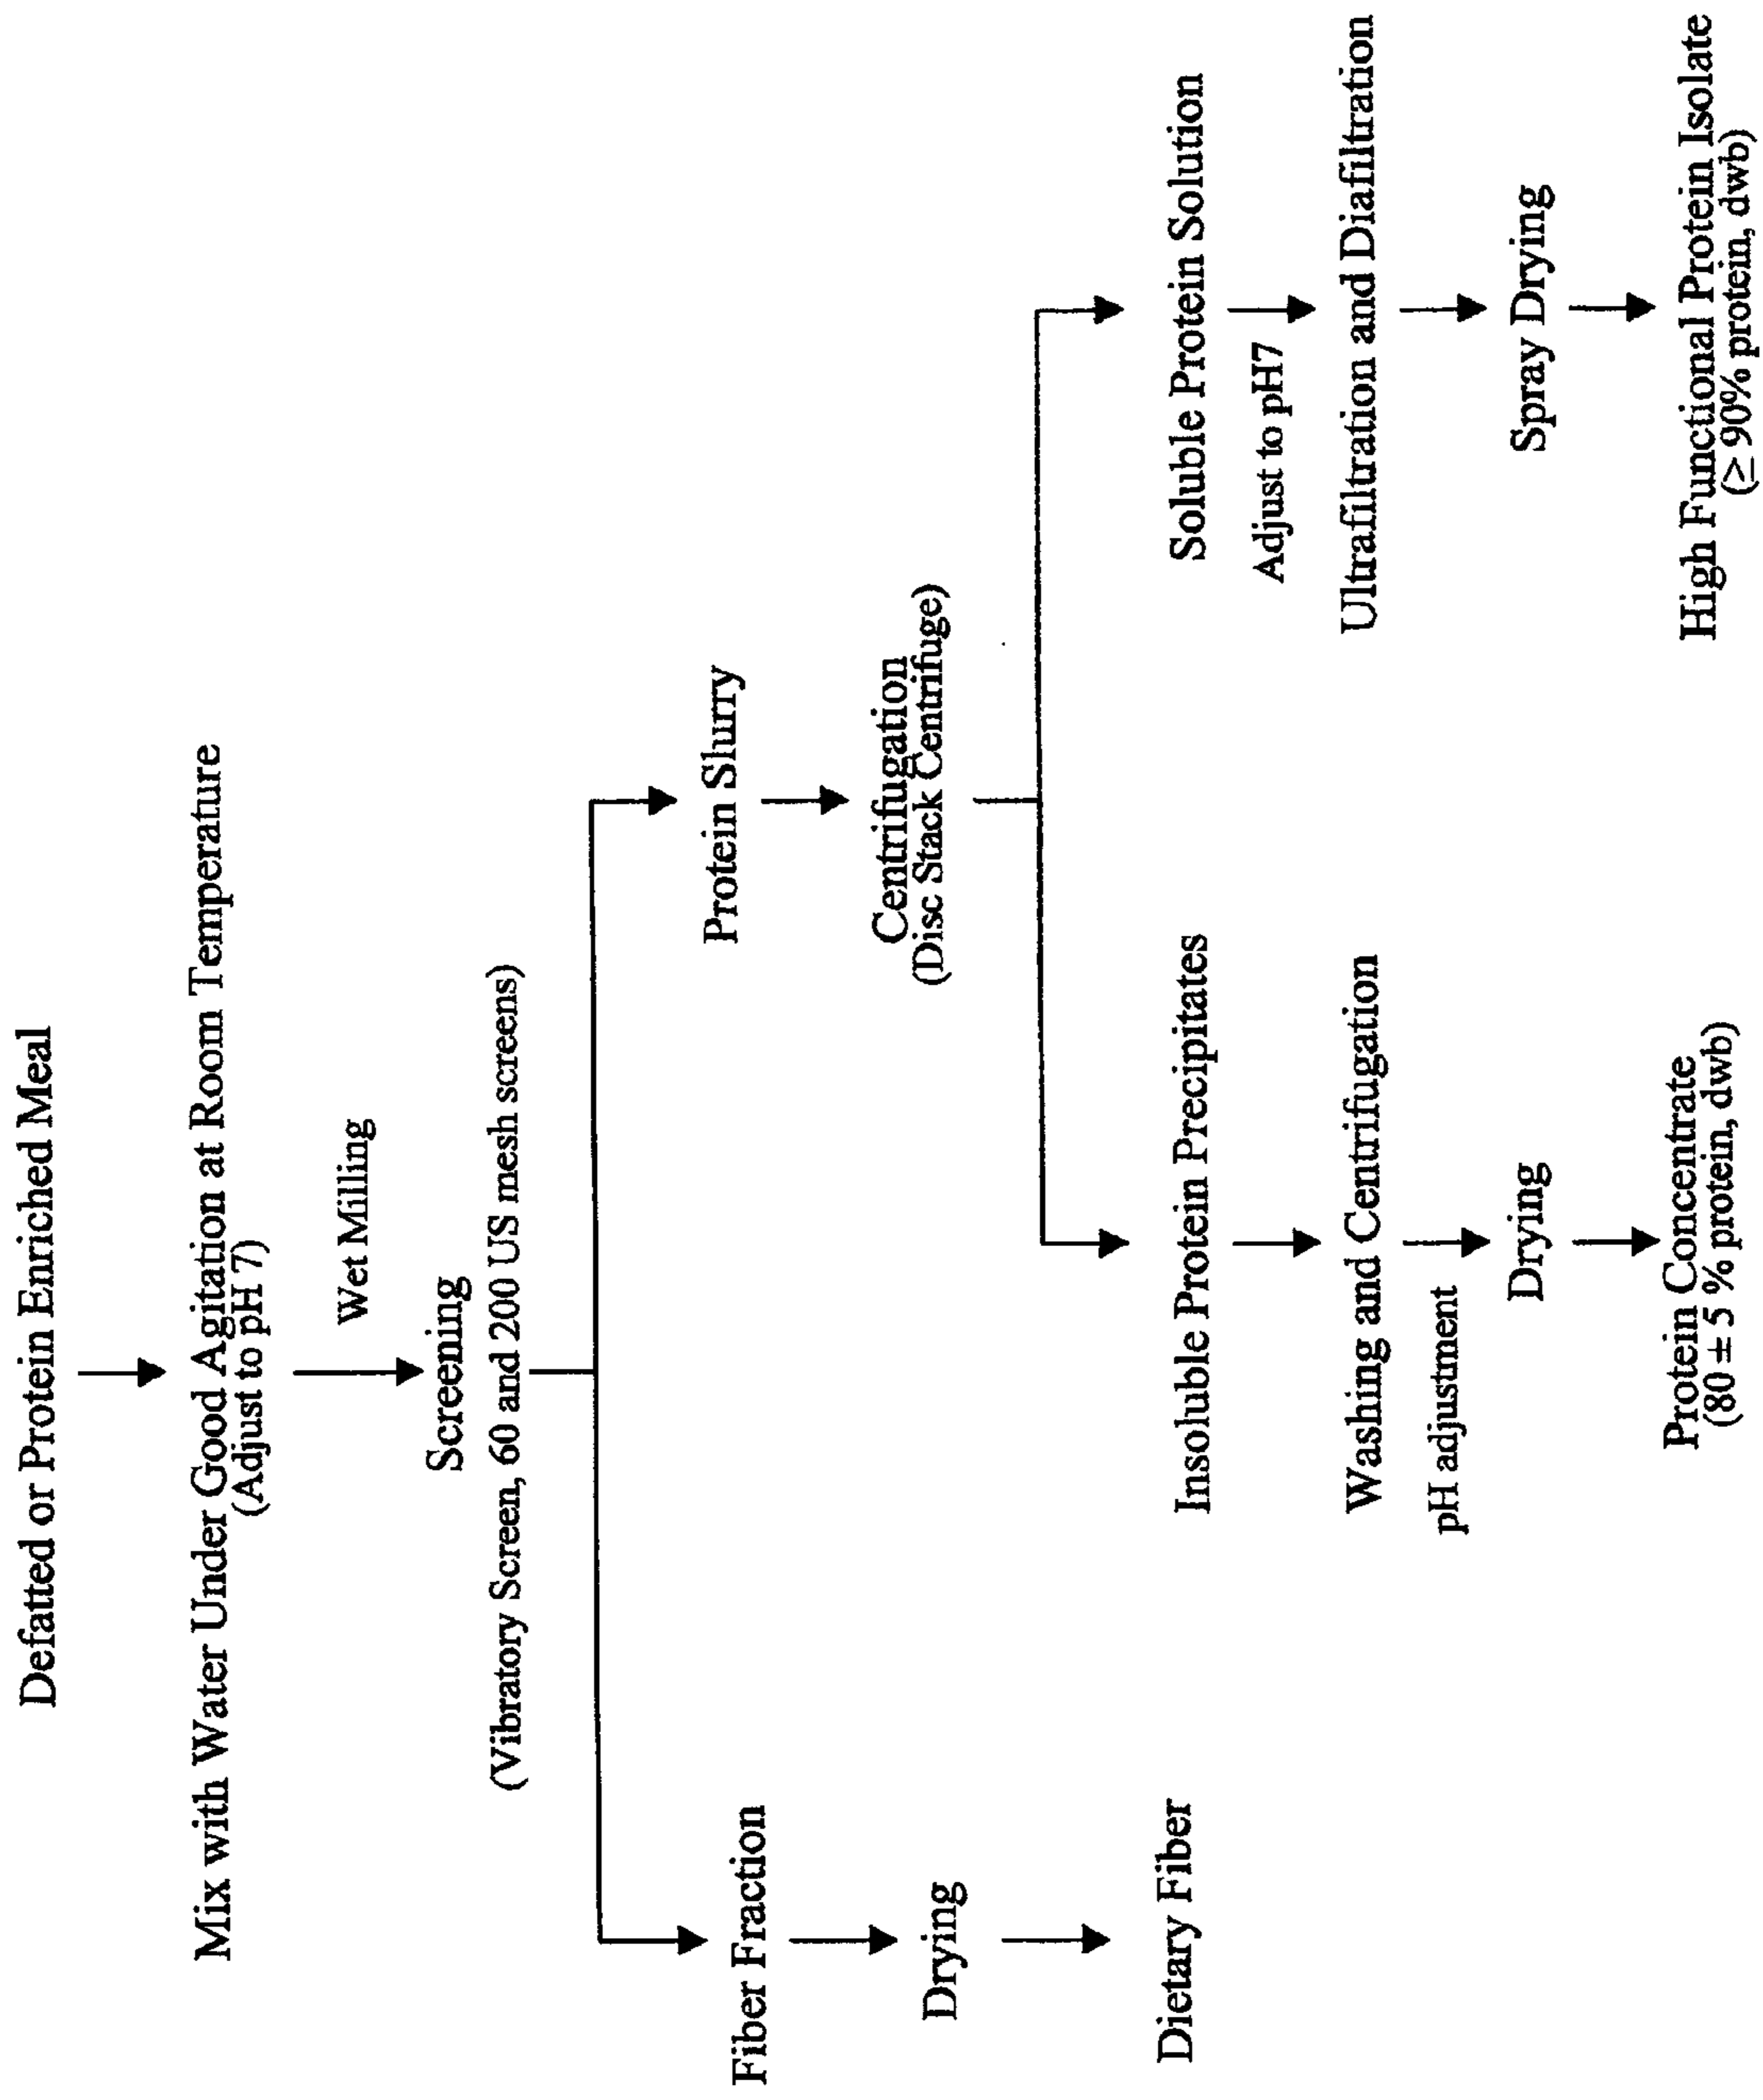 Defatted or Protein Enriched Meal
Mix with Water Under Good Agitation at Room Temperature
(Adjust to pH 7)
Wet Milling
Screening
(Vibratory Screen, 60 and 200 US mesh screens)
Fiber Fraction
Drying
Dietary Fiber
Protein Slurry
Centrifugation
(Disc Stack Centrifuge)
Insoluble Protein Precipitates
Washing and Centrifugation
pH adjustment
Drying
Protein Concentrate
(80 ± 5 % protein, dwb)
Soluble Protein Solution
Adjust to pH7
Ultrafiltration and Diafiltration
Spray Drying
High Functional Protein Isolate
(≥ 90% protein, dwb)